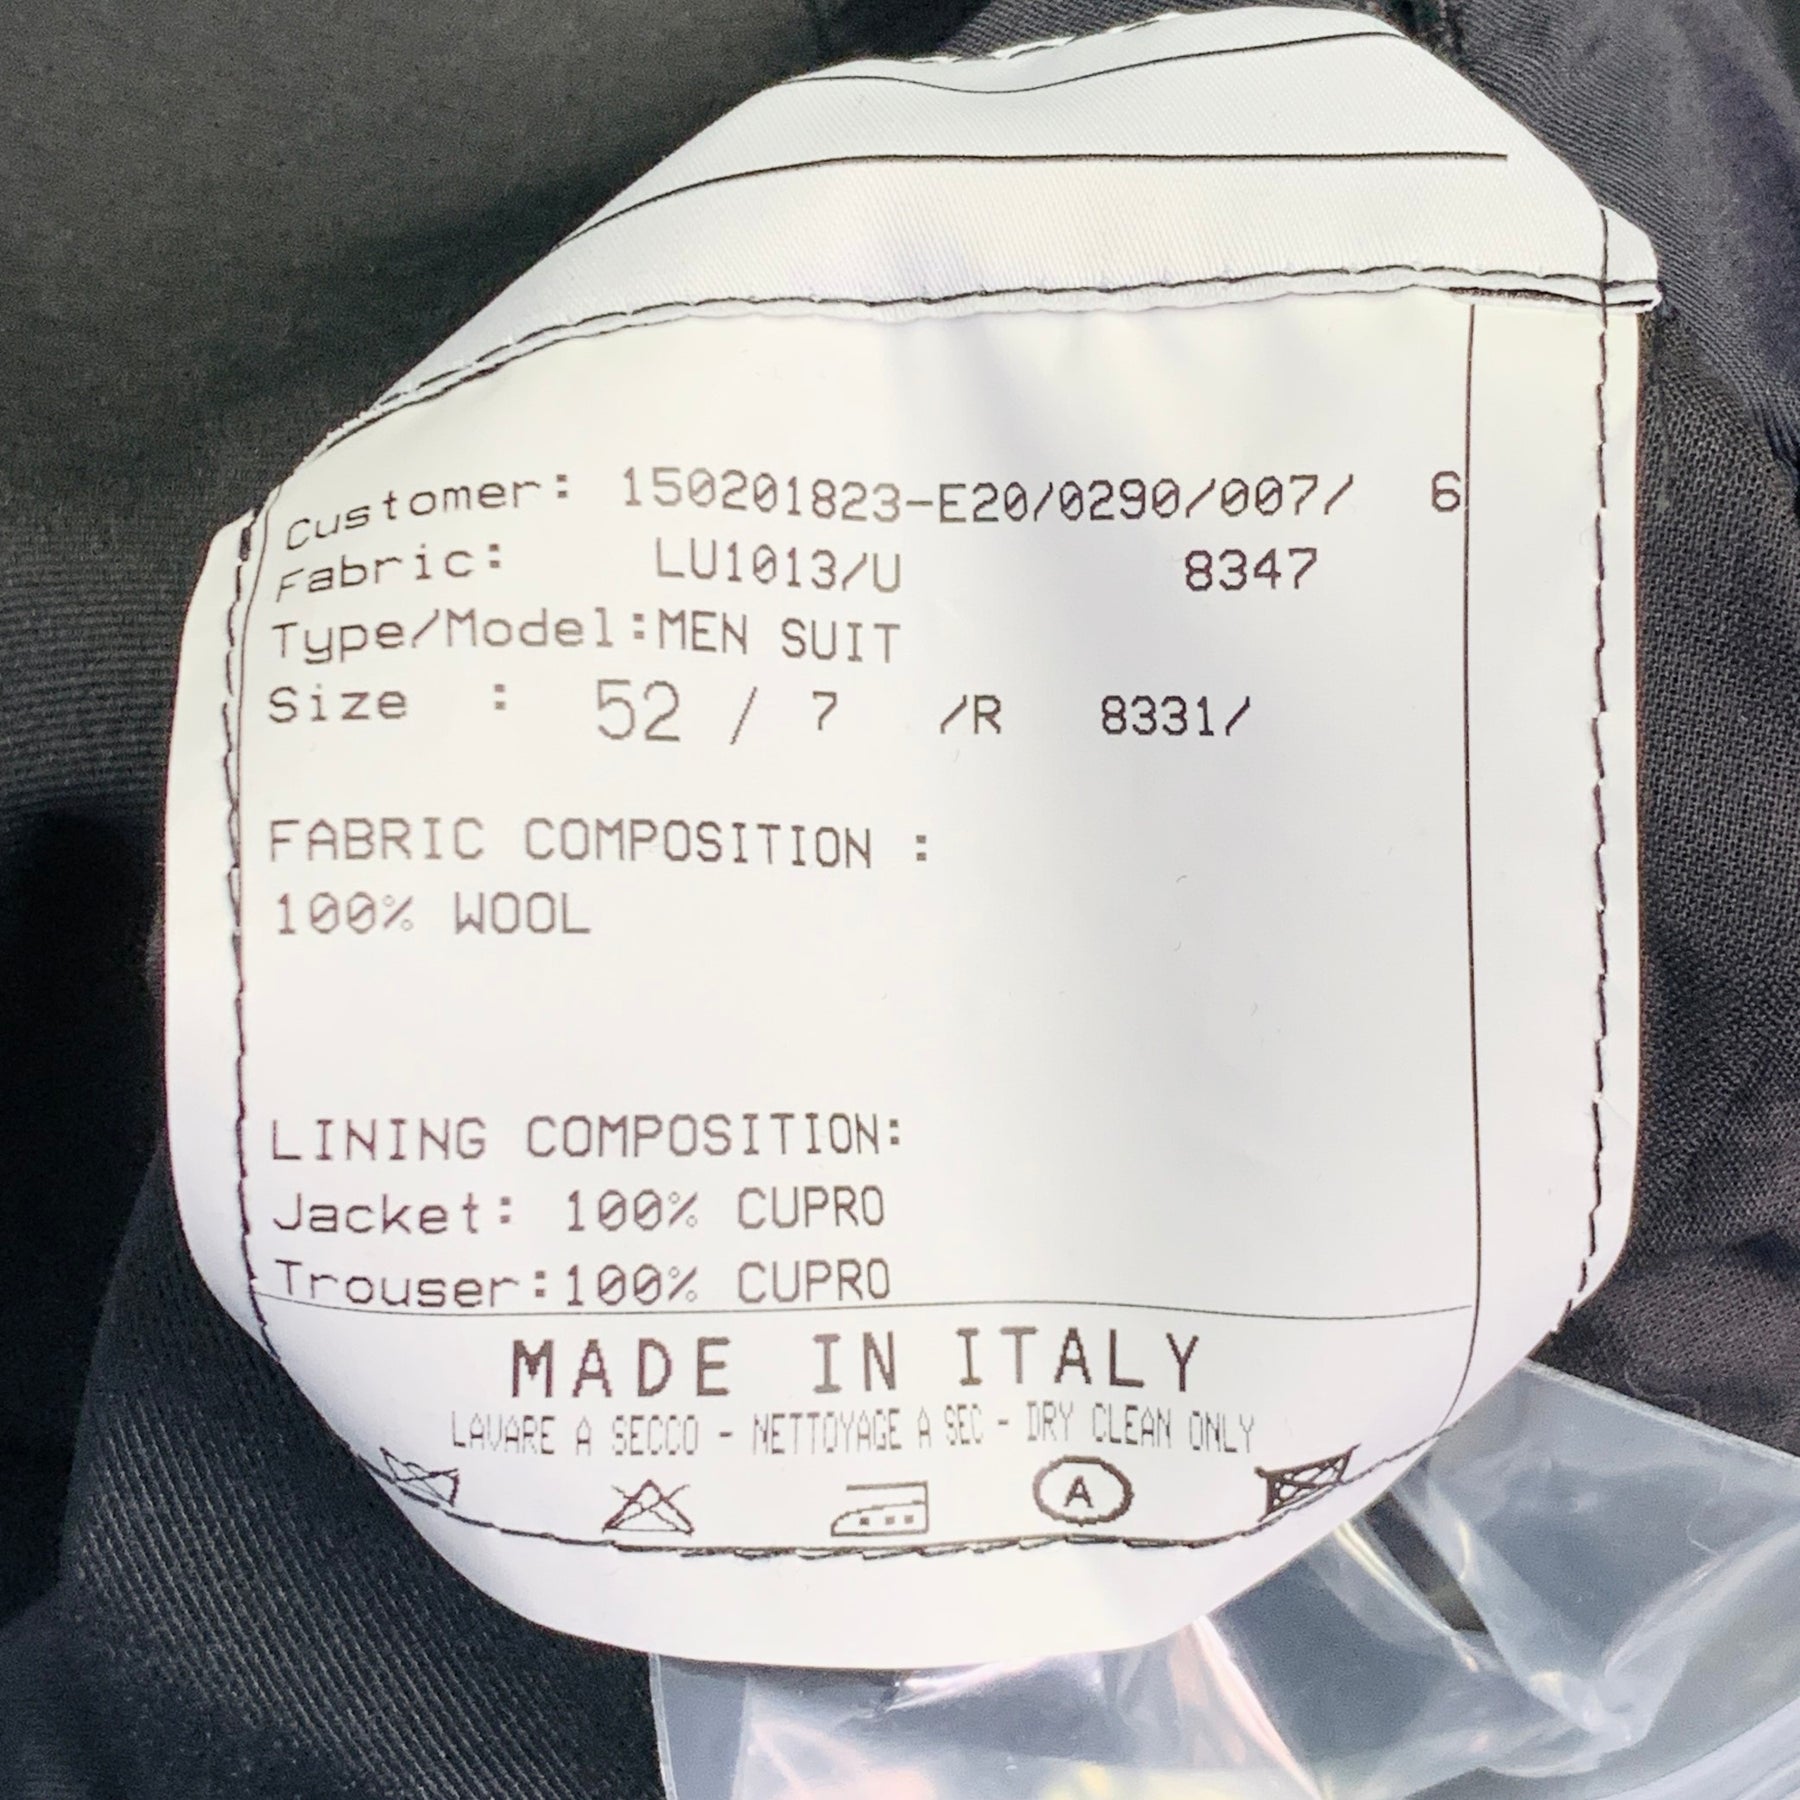 Customer: 150201823-E20/0290/007/ 6
Fabric: LU1013/U 8347
Type/Model:MEN SUIT
Size : 52 / 7 /R 8331/
FABRIC COMPOSITION :
100% WOOL
LINING COMPOSITION:
Jacket: 100% CUPRO
Trouser:100% CUPRO
MADE IN ITALY
LAVARE A SECCO - NETTOYAGE A SEC - DRY CLEAN ONLY
A